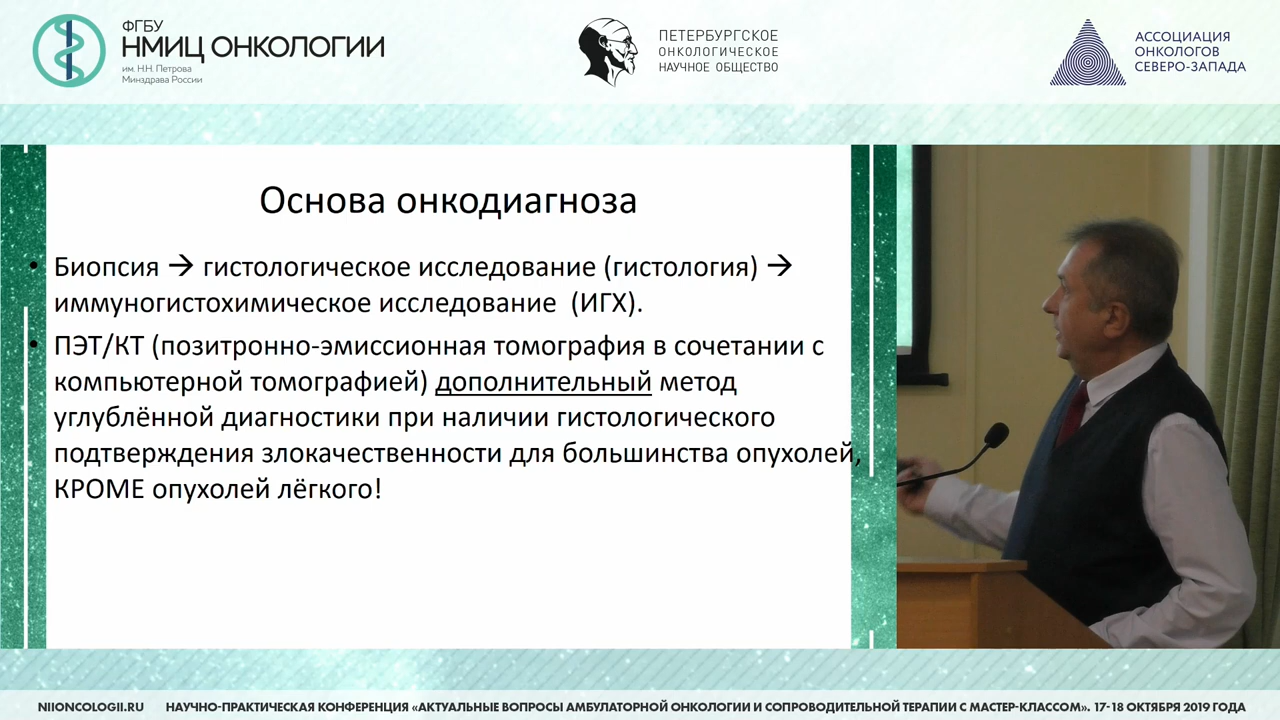 ФГБУ
НМИЦ ОНКОЛОГИИ
им. Н.Н. Петрова
Минздрава России
ПЕТЕРБУРГСКОЕ
ОНКОЛОГИЧЕСКОЕ
НАУЧНОЕ ОБЩЕСТВО
АССОЦИАЦИЯ
ОНКОЛОГОВ
СЕВЕРО-ЗАПАДА
Основа онкодиагноза
• Биопсия → гистологическое исследование (гистология) →
иммуногистохимическое исследование (ИГХ).
• ПЭТ/КТ (позитронно-эмиссионная томография в сочетании с
компьютерной томографией) дополнительный метод
углублённой диагностики при наличии гистологического
подтверждения злокачественности для большинства опухолей,
КРОМЕ опухолей лёгкого!
NIIONCOLOGII.RU НАУЧНО-ПРАКТИЧЕСКАЯ КОНФЕРЕНЦИЯ «АКТУАЛЬНЫЕ ВОПРОСЫ АМБУЛАТОРНОЙ ОНКОЛОГИИ И СОПРОВОДИТЕЛЬНОЙ ТЕРАПИИ С МАСТЕР-КЛАССОМ». 17-18 ОКТЯБРЯ 2019 ГОДА